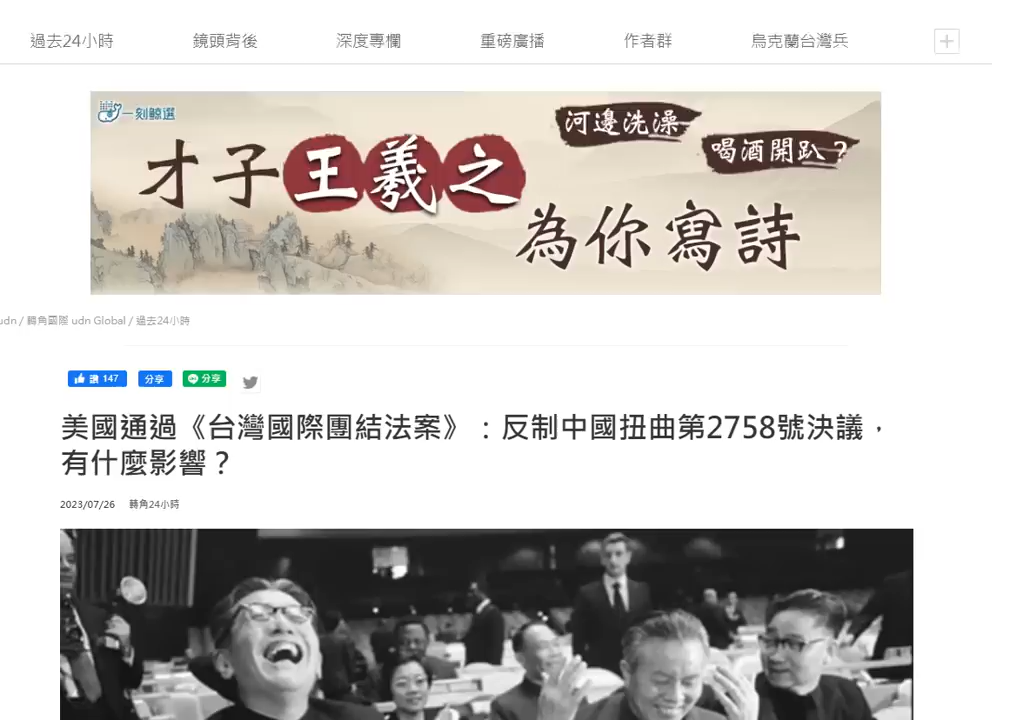 過去24小時 鏡頭背後 深度專欄 重磅廣播 作者群 烏克蘭台灣兵
一刻鯨選
河邊洗澡
喝酒開趴？
才子王羲之
為你寫詩
udn / 轉角國際 udn Global / 過去24小時
讚 147 分享 分享
美國通過《台灣國際團結法案》：反制中國扭曲第2758號決議，
有什麼影響？
2023/07/26 轉角24小時